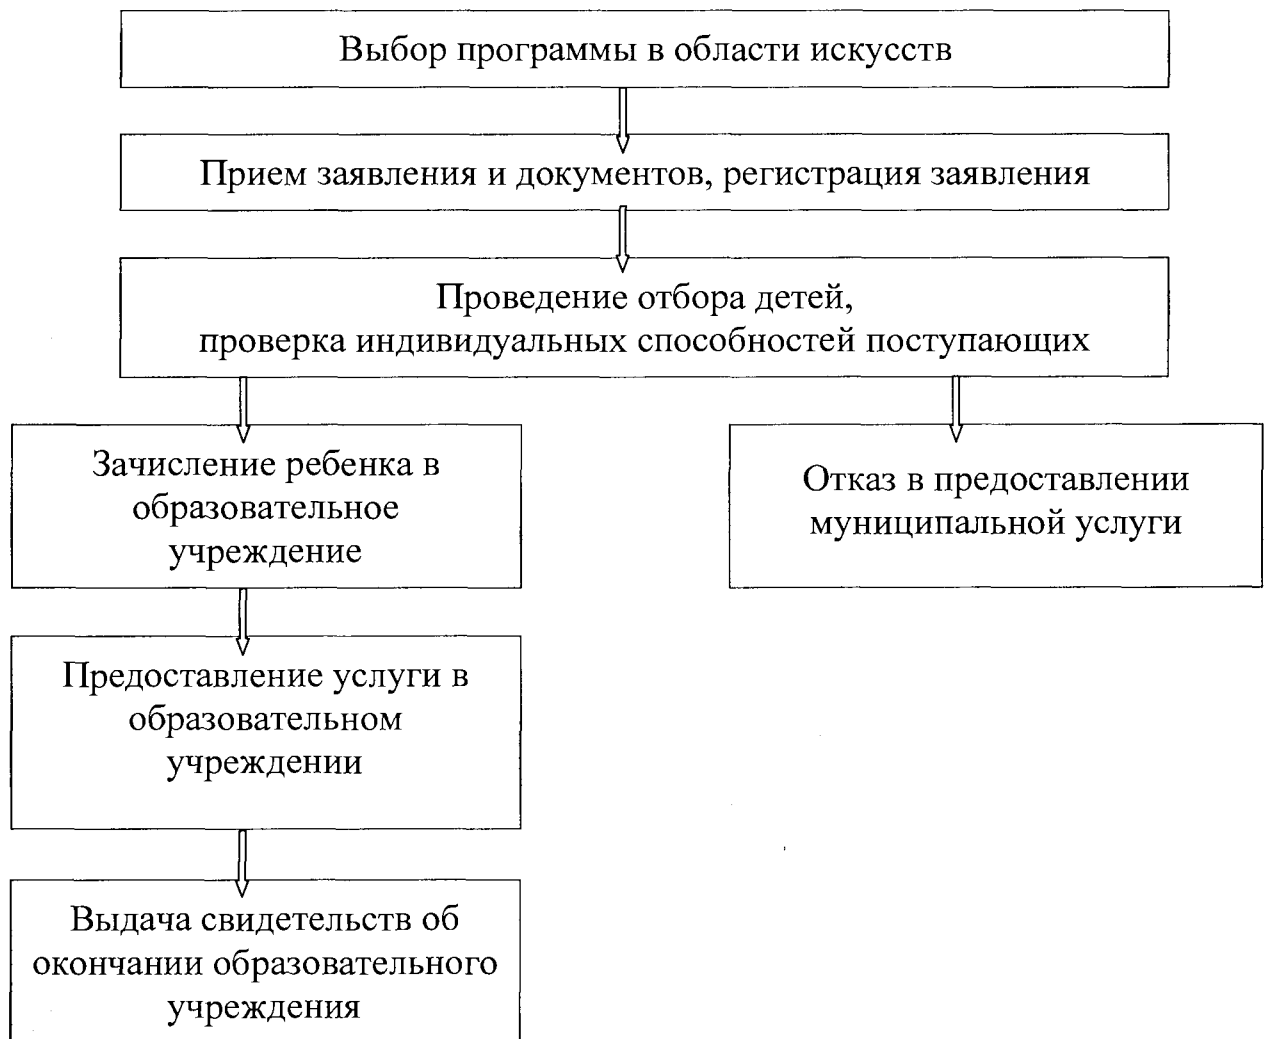 Выбор программы в области искусств
Прием заявления и документов, регистрация заявления
Проведение отбора детей,
проверка индивидуальных способностей поступающих
Зачисление ребенка в
образовательное
учреждение
Отказ в предоставлении
муниципальной услуги
Предоставление услуги в
образовательном
учреждении
Выдача свидетельств об
окончании образовательного
учреждения